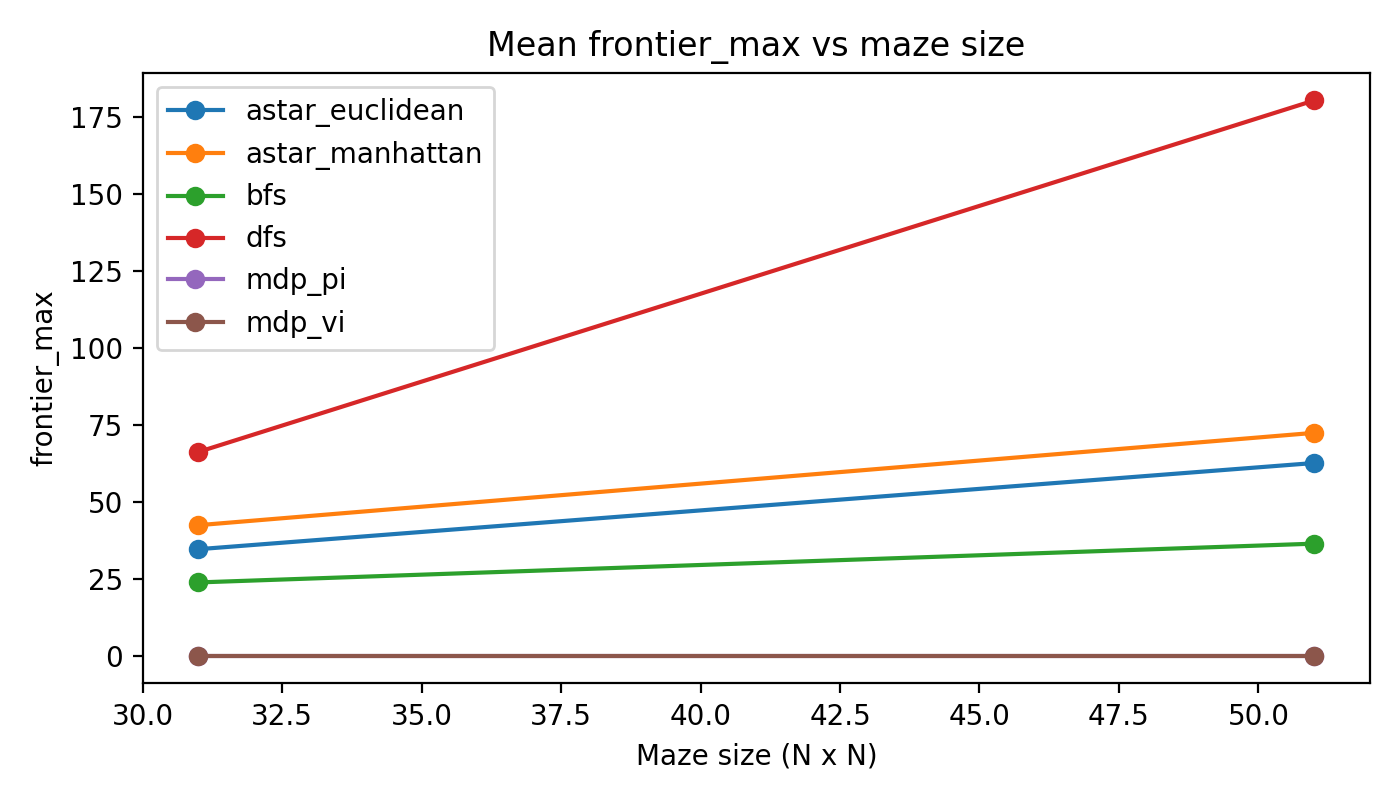 Mean frontier_max vs maze size
astar_euclidean
astar_manhattan
bfs
dfs
mdp_pi
mdp_vi
frontier_max
175
150
125
100
75
50
25
0
30.0 32.5 35.0 37.5 40.0 42.5 45.0 47.5 50.0
Maze size (N x N)